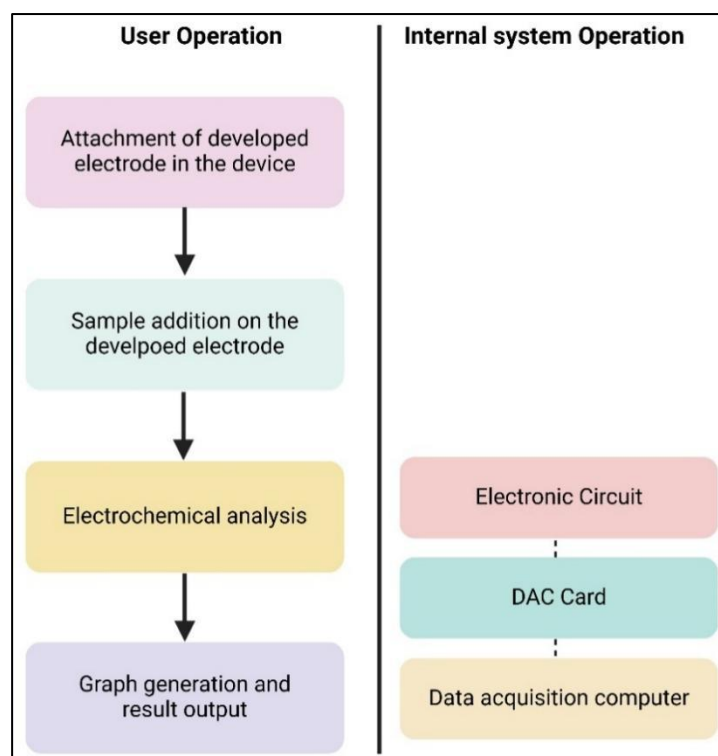 User Operation
Internal system Operation
Attachment of developed
electrode in the device
Sample addition on the
develpoed electrode
Electrochemical analysis
Graph generation and
result output
Electronic Circuit
DAC Card
Data acquisition computer